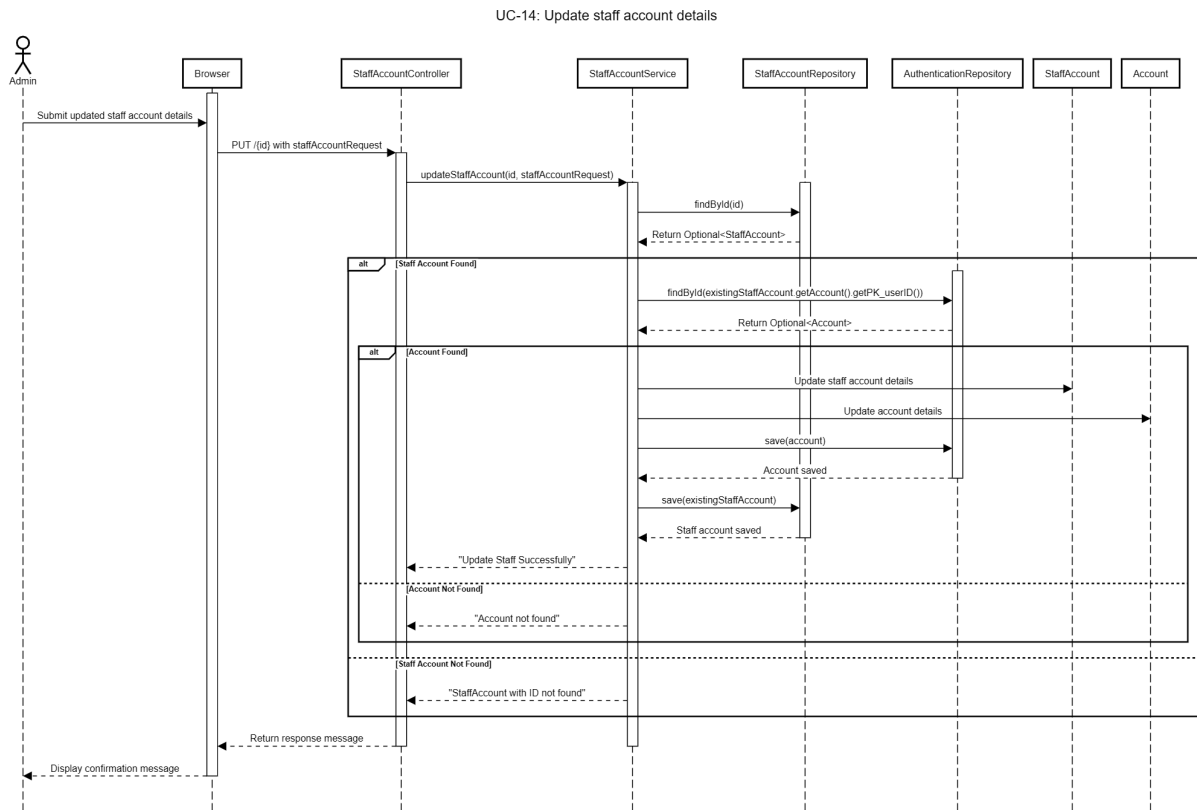 UC-14: Update staff account details
Admin
Browser
StaffAccountController
StaffAccountService
StaffAccountRepository
AuthenticationRepository
StaffAccount
Account
Submit updated staff account details
PUT /{id} with staffAccountRequest
updateStaffAccount(id, staffAccountRequest)
findById(id)
Return Optional<StaffAccount>
alt
[Staff Account Found]
findById(existingStaffAccount.getAccount().getPK_userID())
Return Optional<Account>
alt
[Account Found]
Update staff account details
Update account details
save(account)
Account saved
save(existingStaffAccount)
Staff account saved
"Update Staff Successfully"
[Account Not Found]
"Account not found"
[Staff Account Not Found]
"StaffAccount with ID not found"
Return response message
Display confirmation message